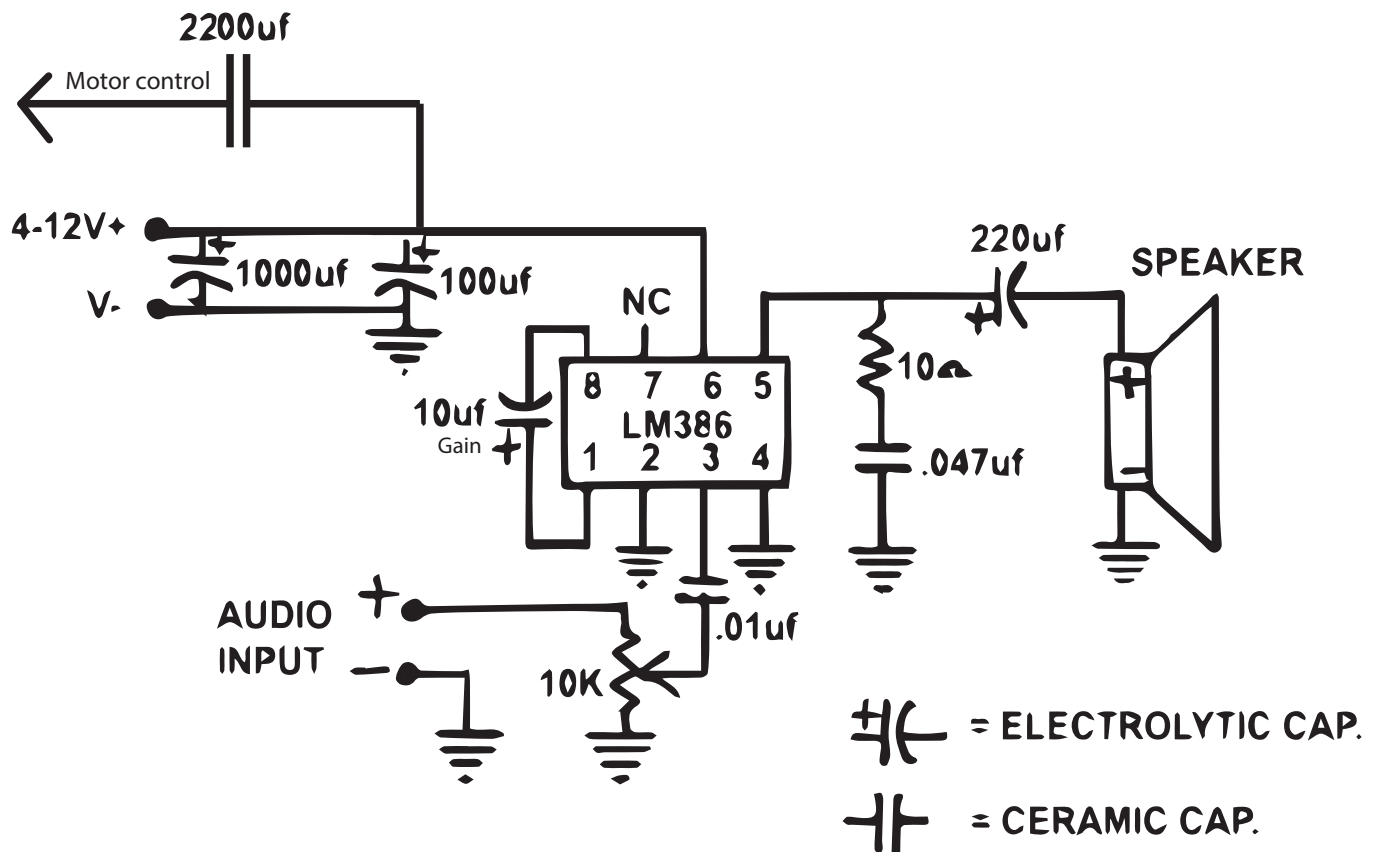 2200uf
Motor control
4-12V+
1000uf
100uf
V-
NC
220uf
SPEAKER
+
8 7 6 5
10Ω
10uf
Gain +
LM386
1 2 3 4
.047uf
+
-
AUDIO +
INPUT -
.01uf
10K
+ = ELECTROLYTIC CAP.
= CERAMIC CAP.